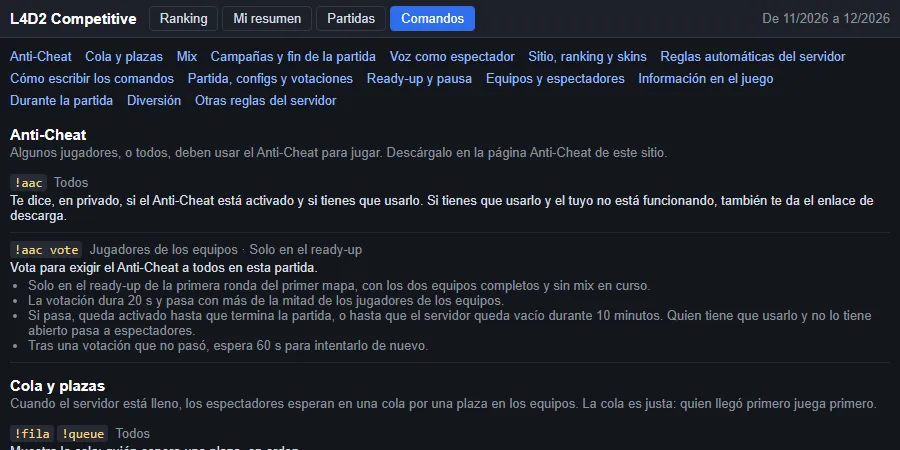 L4D2 Competitive Ranking Mi resumen Partidas Comandos De 11/2026 a 12/2026
Anti-Cheat Cola y plazas Mix Campañas y fin de la partida Voz como espectador Sitio, ranking y skins Reglas automáticas del servidor
Cómo escribir los comandos Partida, configs y votaciones Ready-up y pausa Equipos y espectadores Información en el juego
Durante la partida Diversión Otras reglas del servidor
Anti-Cheat
Algunos jugadores, o todos, deben usar el Anti-Cheat para jugar. Descárgalo en la página Anti-Cheat de este sitio.
!aac Todos
Te dice, en privado, si el Anti-Cheat está activado y si tienes que usarlo. Si tienes que usarlo y el tuyo no está funcionando, también te da el enlace de
descarga.
!aac vote Jugadores de los equipos · Solo en el ready-up
Vota para exigir el Anti-Cheat a todos en esta partida.
• Solo en el ready-up de la primera ronda del primer mapa, con los dos equipos completos y sin mix en curso.
• La votación dura 20 s y pasa con más de la mitad de los jugadores de los equipos.
• Si pasa, queda activado hasta que termina la partida, o hasta que el servidor queda vacío durante 10 minutos. Quien tiene que usarlo y no lo tiene
abierto pasa a espectadores.
• Tras una votación que no pasó, espera 60 s para intentarlo de nuevo.
Cola y plazas
Cuando el servidor está lleno, los espectadores esperan en una cola por una plaza en los equipos. La cola es justa: quien llegó primero juega primero.
!fila !queue Todos